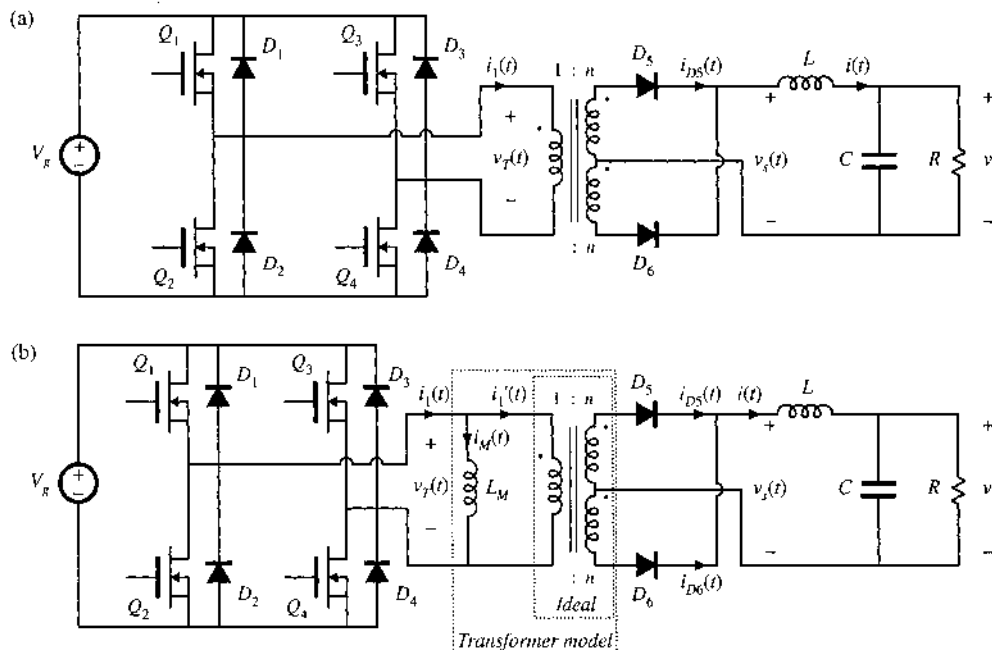 (a)
Q1 D1 Q3 D3
i1(t) 1 : n D5 iD5(t) L i(t)
+ + +
Vg + − vT(t) vs(t) C R v
− − −
Q2 D2 Q4 D4
: n D6
(b)
Q1 D1 Q3 D3
i1(t) i1'(t) 1 : n D5 iD5(t) i(t) L
+ iM(t) + +
Vg + − vT(t) LM vs(t) C R v
− − −
Q2 D2 Q4 D4
: n D6 iD6(t)
Ideal
Transformer model